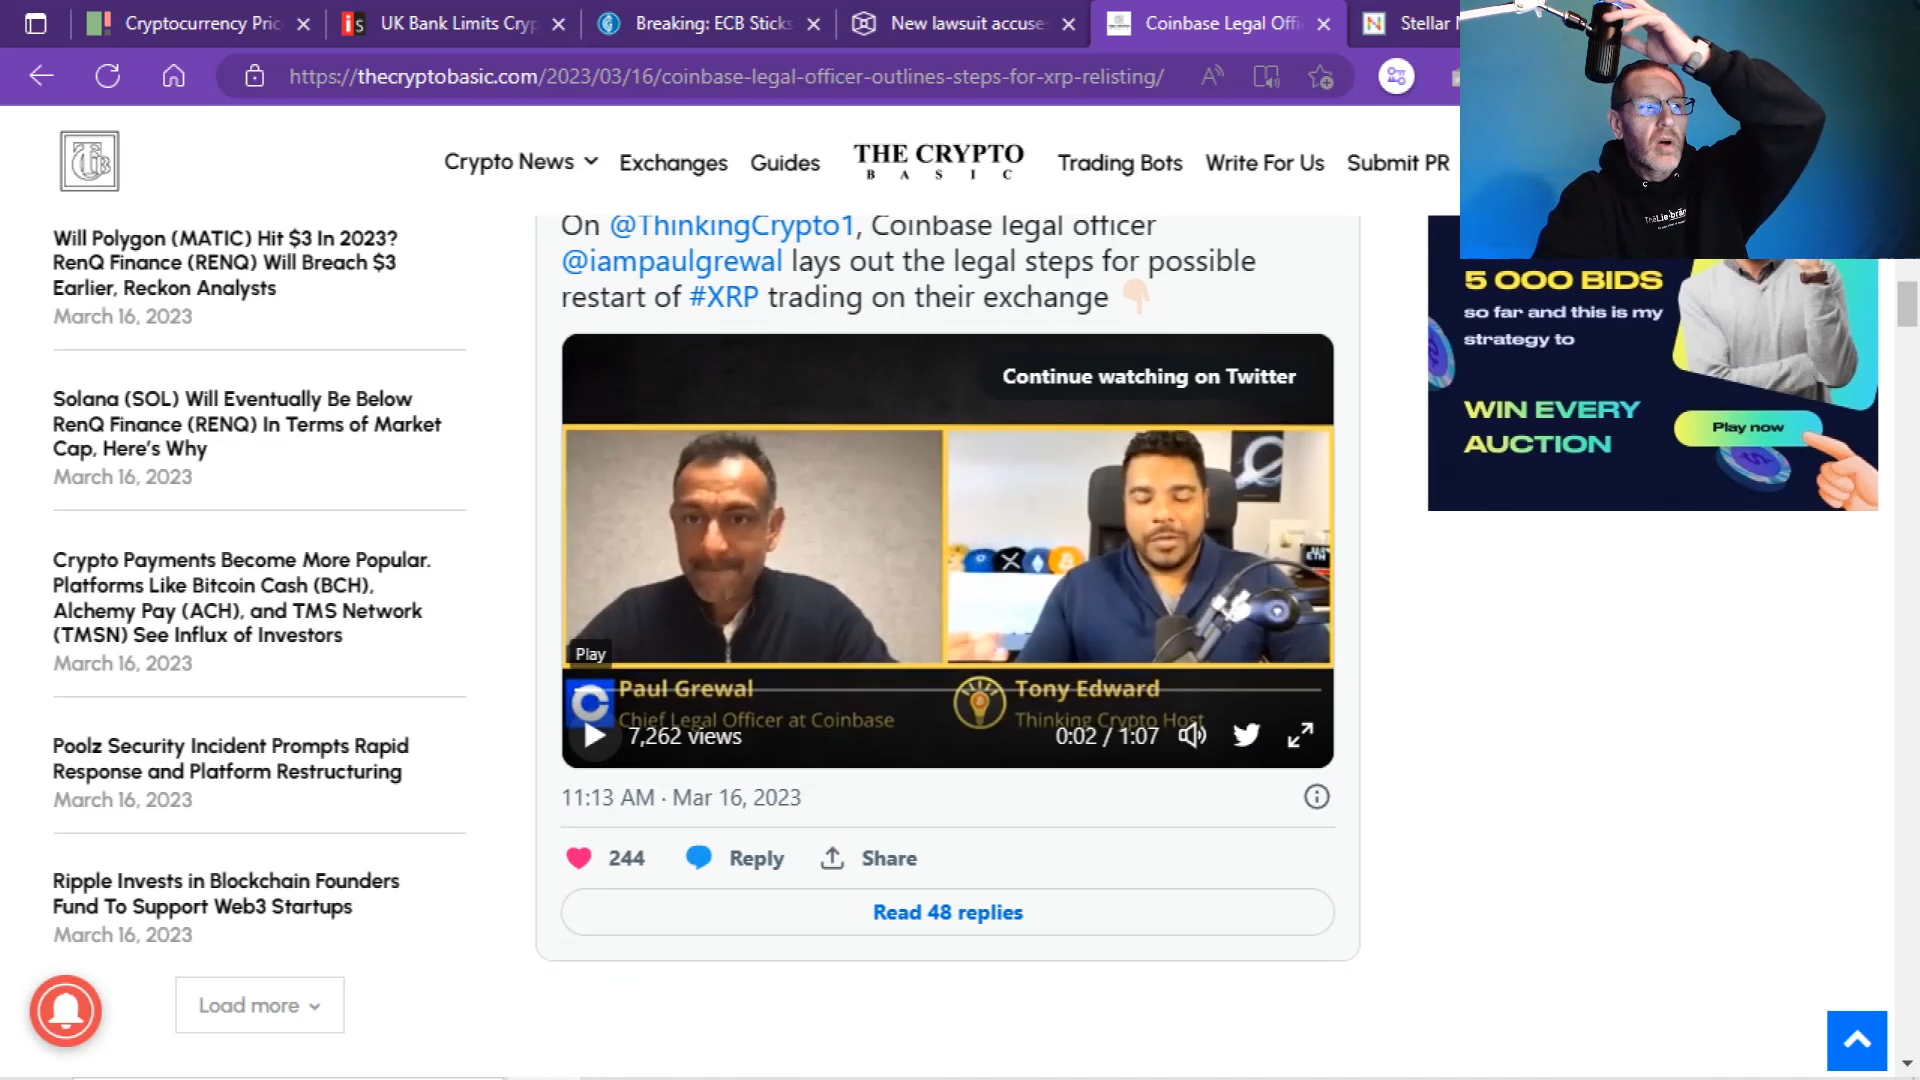 Cryptocurrency Pric
UK Bank Limits Cryp
Breaking: ECB Sticks
New lawsuit accuse
Coinbase Legal Offi
Stellar
https://thecryptobasic.com/2023/03/16/coinbase-legal-officer-outlines-steps-for-xrp-relisting/
Crypto News
Exchanges
Guides
THE CRYPTO
BASIC
Trading Bots
Write For Us
Submit PR
Will Polygon (MATIC) Hit $3 In 2023?
RenQ Finance (RENQ) Will Breach $3
Earlier, Reckon Analysts
March 16, 2023
Solana (SOL) Will Eventually Be Below
RenQ Finance (RENQ) In Terms of Market
Cap, Here's Why
March 16, 2023
Crypto Payments Become More Popular.
Platforms Like Bitcoin Cash (BCH),
Alchemy Pay (ACH), and TMS Network
(TMSN) See Influx of Investors
March 16, 2023
Poolz Security Incident Prompts Rapid
Response and Platform Restructuring
March 16, 2023
Ripple Invests in Blockchain Founders
Fund To Support Web3 Startups
March 16, 2023
Load more
On @ThinkingCrypto1, Coinbase legal officer
@iampaulgrewal lays out the legal steps for possible
restart of #XRP trading on their exchange
Continue watching on Twitter
Play
Paul Grewal
Chief Legal Officer at Coinbase
Tony Edward
Thinking Crypto Host
7,262 views
0:02 / 1:07
11:13 AM · Mar 16, 2023
244
Reply
Share
Read 48 replies
5 000 BIDS
so far and this is my
strategy to
WIN EVERY
AUCTION
Play now